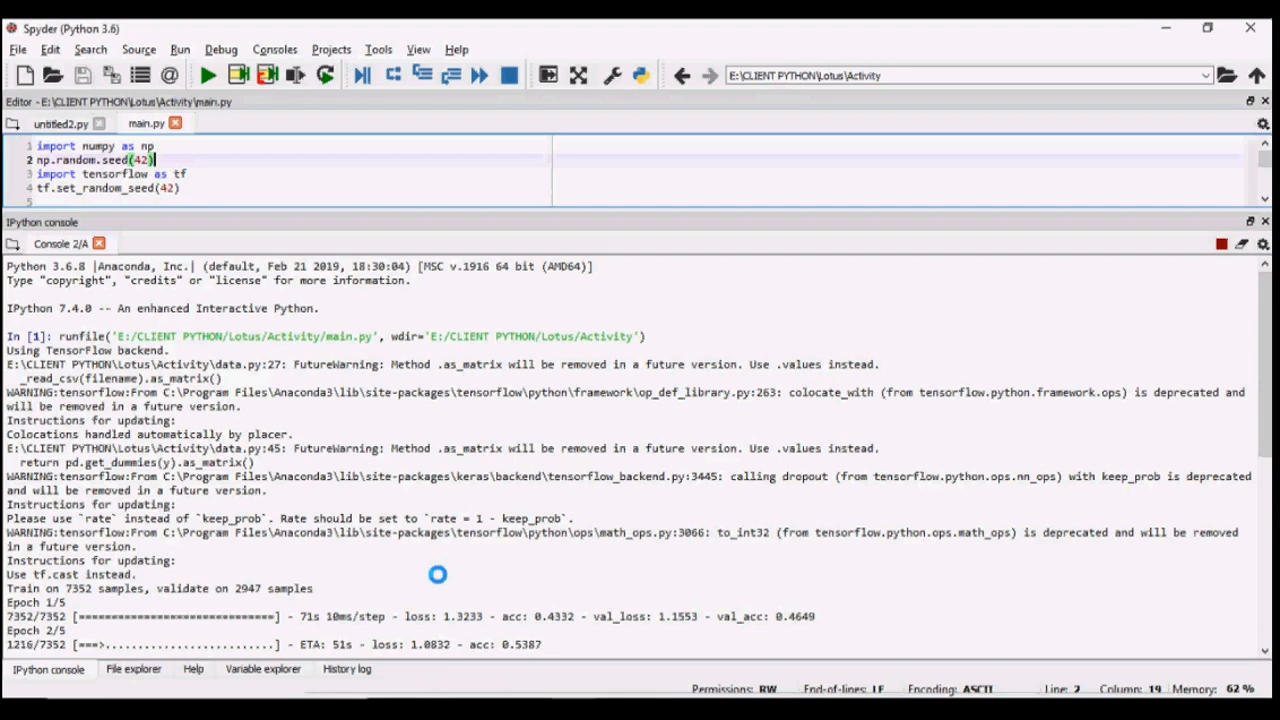 Spyder (Python 3.6)
File Edit Search Source Run Debug Consoles Projects Tools View Help
E:\CLIENT PYTHON\Lotus\Activity
Editor - E:\CLIENT PYTHON\Lotus\Activity\main.py
untitled2.py main.py
1 import numpy as np
2 np.random.seed(42)
3 import tensorflow as tf
4 tf.set_random_seed(42)
5
IPython console
Console 2/A
Python 3.6.8 |Anaconda, Inc.| (default, Feb 21 2019, 18:30:04) [MSC v.1916 64 bit (AMD64)]
Type "copyright", "credits" or "license" for more information.
IPython 7.4.0 -- An enhanced Interactive Python.
In [1]: runfile('E:/CLIENT PYTHON/Lotus/Activity/main.py', wdir='E:/CLIENT PYTHON/Lotus/Activity')
Using TensorFlow backend.
E:\CLIENT PYTHON\Lotus\Activity\data.py:27: FutureWarning: Method .as_matrix will be removed in a future version. Use .values instead.
_read_csv(filename).as_matrix()
WARNING:tensorflow:From C:\Program Files\Anaconda3\lib\site-packages\tensorflow\python\framework\op_def_library.py:263: colocate_with (from tensorflow.python.framework.ops) is deprecated and
will be removed in a future version.
Instructions for updating:
Colocations handled automatically by placer.
E:\CLIENT PYTHON\Lotus\Activity\data.py:45: FutureWarning: Method .as_matrix will be removed in a future version. Use .values instead.
return pd.get_dummies(y).as_matrix()
WARNING:tensorflow:From C:\Program Files\Anaconda3\lib\site-packages\keras\backend\tensorflow_backend.py:3445: calling dropout (from tensorflow.python.ops.nn_ops) with keep_prob is deprecated
and will be removed in a future version.
Instructions for updating:
Please use `rate` instead of `keep_prob`. Rate should be set to `rate = 1 - keep_prob`.
WARNING:tensorflow:From C:\Program Files\Anaconda3\lib\site-packages\tensorflow\python\ops\math_ops.py:3066: to_int32 (from tensorflow.python.ops.math_ops) is deprecated and will be removed
in a future version.
Instructions for updating:
Use tf.cast instead.
Train on 7352 samples, validate on 2947 samples
Epoch 1/5
7352/7352 [==============================] - 71s 10ms/step - loss: 1.3233 - acc: 0.4332 - val_loss: 1.1553 - val_acc: 0.4649
Epoch 2/5
1216/7352 [===>..........................] - ETA: 51s - loss: 1.0832 - acc: 0.5387
IPython console File explorer Help Variable explorer History log
Permissions: RW End-of-lines: LF Encoding: ASCII Line: 2 Column: 19 Memory: 62 %